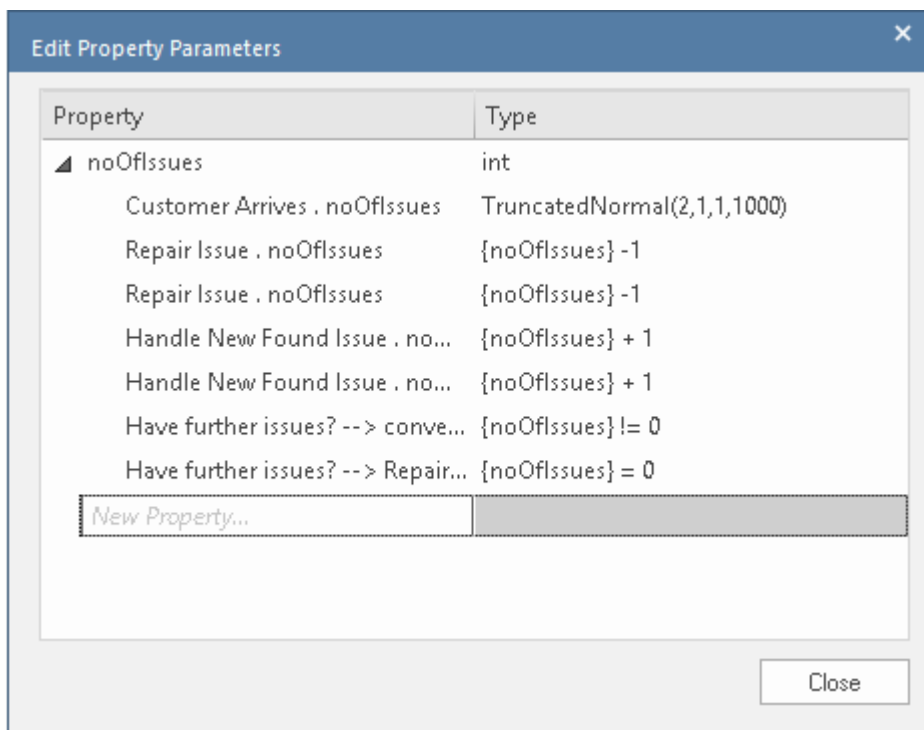 Edit Property Parameters
Property Type
noOfIssues int
Customer Arrives . noOfIssues TruncatedNormal(2,1,1,1000)
Repair Issue . noOfIssues {noOfIssues} -1
Repair Issue . noOfIssues {noOfIssues} -1
Handle New Found Issue . no... {noOfIssues} + 1
Handle New Found Issue . no... {noOfIssues} + 1
Have further issues? --> conve... {noOfIssues} != 0
Have further issues? --> Repair... {noOfIssues} = 0
New Property...
Close